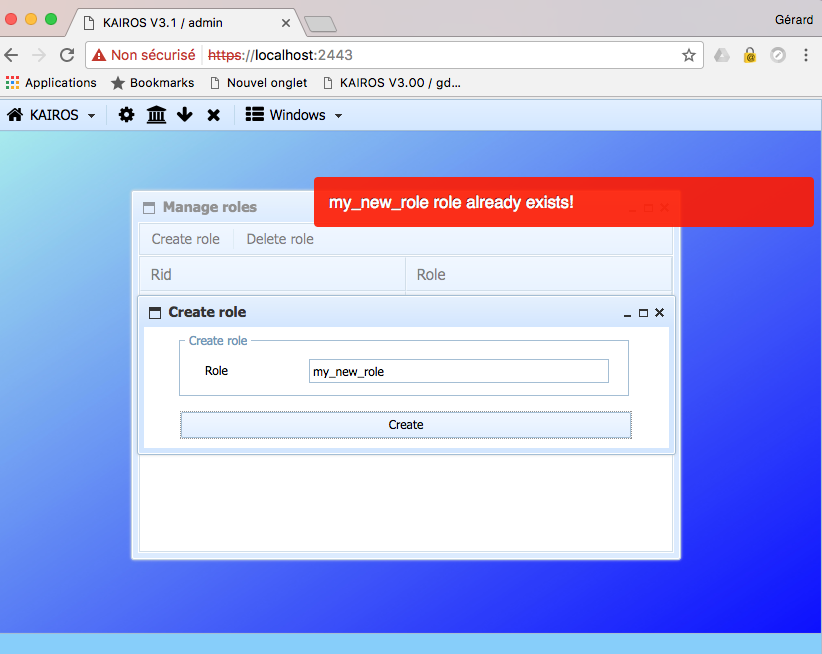 KAIROS V3.1 / admin
Gérard
Non sécurisé https://localhost:2443
Applications Bookmarks Nouvel onglet KAIROS V3.00 / gd...
KAIROS Windows
my_new_role role already exists!
Manage roles
Create role Delete role
Rid Role
Create role
Create role
Role my_new_role
Create